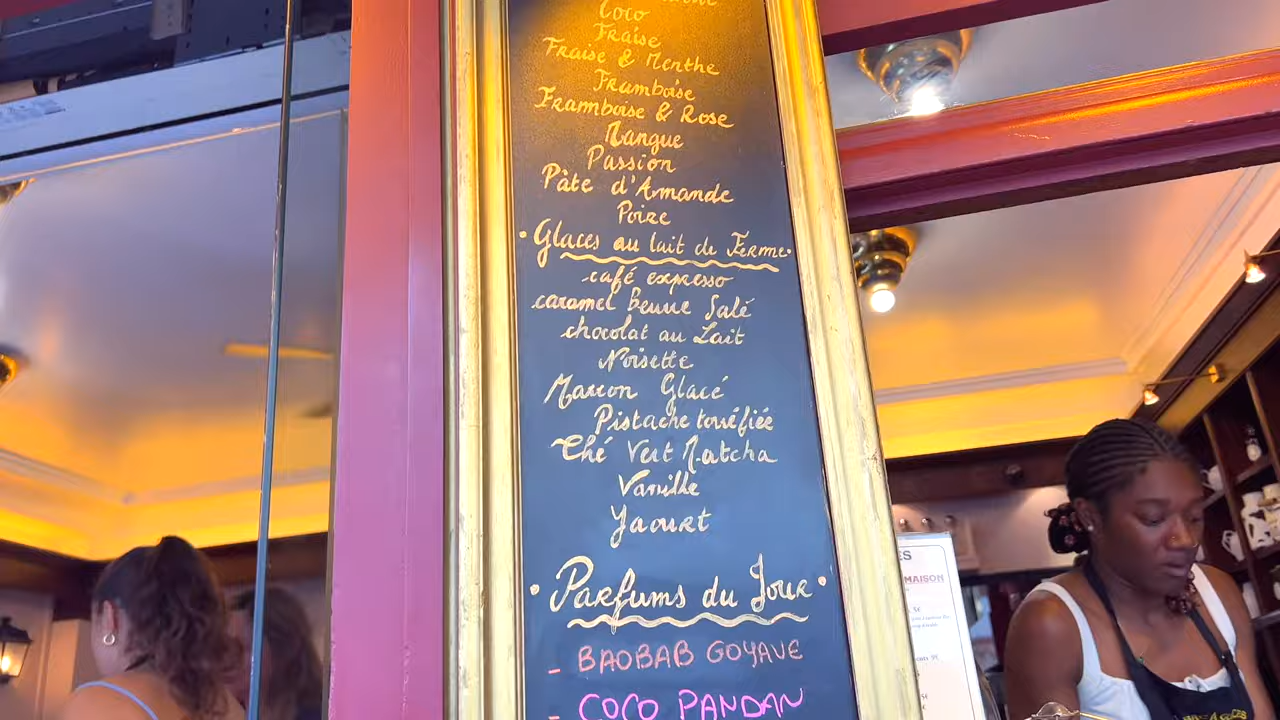 Coco
Fraise
Fraise & Menthe
Framboise
Framboise & Rose
Mangue
Passion
Pâte d'Amande
Poire
• Glaces au lait de Ferme •
café expresso
caramel Beurre Salé
chocolat au Lait
Noisette
Marron Glacé
Pistache torréfiée
Thé Vert Matcha
Vanille
Yaourt
• Parfums du Jour •
- BAOBAB GOYAVE
- COCO PANDAN
ES
MAISON